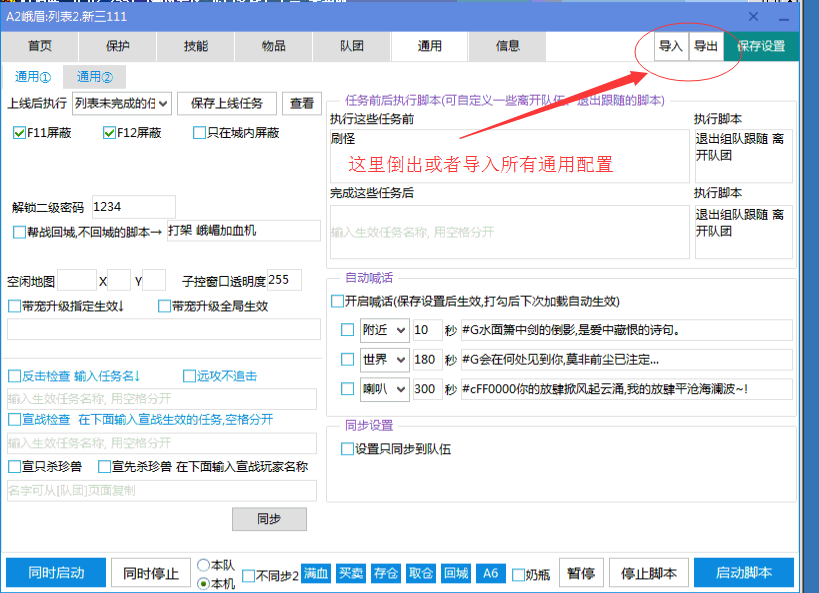 A2峨眉:列表2.新三111
首页 保护 技能 物品 队团 通用 信息 导入 导出 保存设置
通用① 通用②
上线后执行 列表未完成的任 保存上线任务 查看
F11屏蔽 F12屏蔽 只在城内屏蔽
解锁二级密码 1234
帮战回城,不回城的脚本→ 打架 峨嵋加血机
空闲地图 X Y 子控窗口透明度 255
带宠升级指定生效↓ 带宠升级全局生效
反击检查 输入任务名↓ 远攻不追击
输入生效任务名称, 用空格分开
宣战检查 在下面输入宣战生效的任务,空格分开
输入生效任务名称, 用空格分开
宣只杀珍兽 宣先杀珍兽 在下面输入宣战玩家名称
名字可从[队团]页面复制
同步
任务前后执行脚本(可自定义一些离开队伍、退出跟随的脚本)
执行这些任务前 执行脚本
刷怪
退出组队跟随 离
开队团
这里倒出或者导入所有通用配置
完成这些任务后 执行脚本
输入生效任务名称, 用空格分开
退出组队跟随 离
开队团
自动喊话
开启喊话(保存设置后生效,打勾后下次加载自动生效)
附近 10 秒 #G水面箫中剑的倒影,是爱中藏恨的诗句。
世界 180 秒 #G会在何处见到你,莫非前尘已注定...
喇叭 300 秒 #cFF0000你的放肆掀风起云涌,我的放肆平沧海澜波~!
同步设置
设置只同步到队伍
同时启动 同时停止 本队 本机 不同步2 满血 买卖 存仓 取仓 回城 A6 奶瓶 暂停 停止脚本 启动脚本